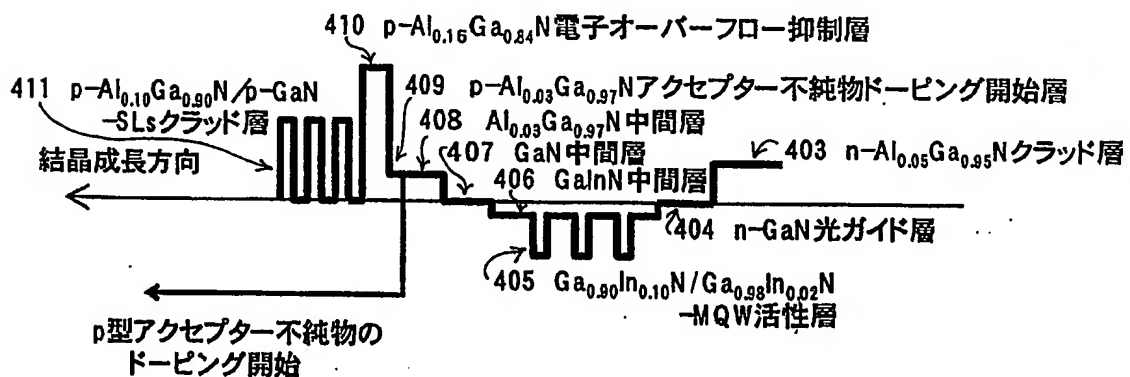 410 p-Al0.16Ga0.84N電子オーバーフロー抑制層
409 p-Al0.03Ga0.97Nアクセプター不純物ドーピング開始層
411 p-Al0.10Ga0.90N/p-GaN
-SLsクラッド層
408 Al0.03Ga0.97N中間層
407 GaN中間層
403 n-Al0.05Ga0.95Nクラッド層
結晶成長方向
406 GaInN中間層
404 n-GaN光ガイド層
405 Ga0.90In0.10N/Ga0.98In0.02N
-MQW活性層
p型アクセプター不純物の
ドーピング開始